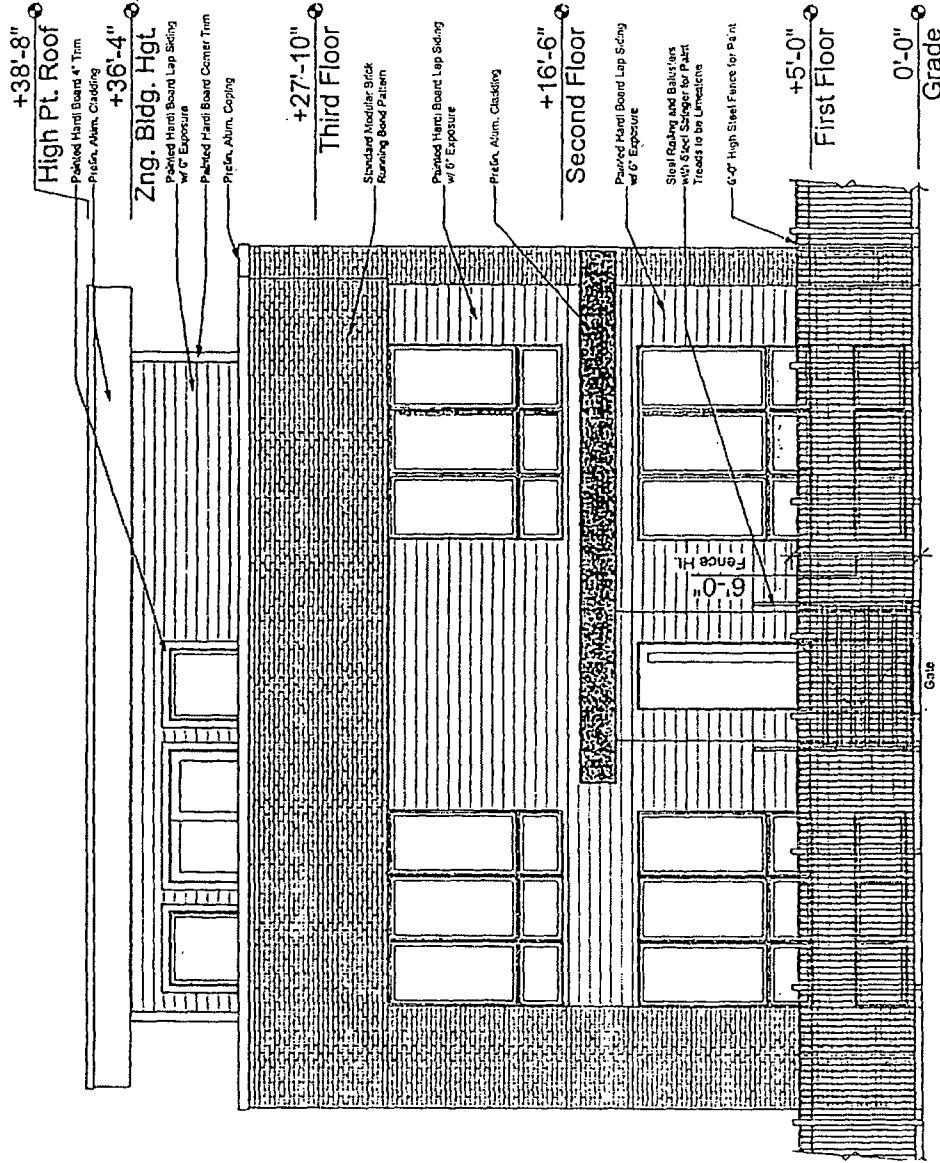 +38'-8"
High Pt. Roof
Painted Hardi Board 4" Trim
Prefin. Alum. Cladding
+36'-4"
Zng. Bldg. Hgt.
Painted Hardi Board Lap Siding
w/ 6" Exposure
Painted Hardi Board Corner Trim
Prefin. Alum. Coping
+27'-10"
Third Floor
Standard Modular Brick
Running Bond Pattern
Painted Hardi Board Lap Siding
w/ 6" Exposure
Prefin. Alum. Cladding
+16'-6"
Second Floor
Painted Hardi Board Lap Siding
w/ 6" Exposure
Steel Railing and Balusters
with Steel Stringer for Paint
Treads to be Limestone
6'-0" High Steel Fence for Paint
+5'-0"
First Floor
0'-0"
Grade
6'-0"
Fence Ht.
Gate